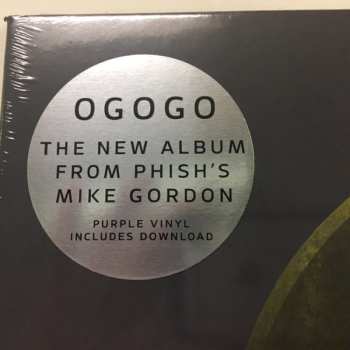 OGOGO
THE NEW ALBUM
FROM PHISH'S
MIKE GORDON
PURPLE VINYL
INCLUDES DOWNLOAD